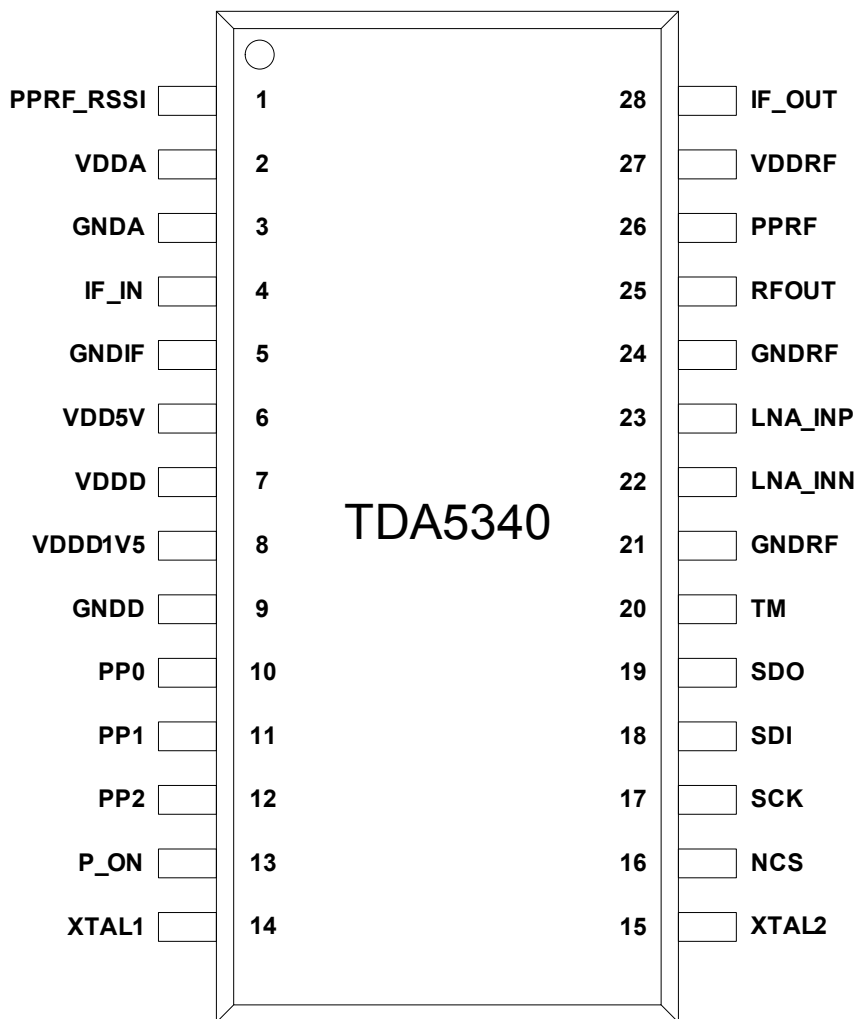 PPRF_RSSI 1 28 IF_OUT
VDDA 2 27 VDDRF
GNDA 3 26 PPRF
IF_IN 4 25 RFOUT
GNDIF 5 24 GNDRF
VDD5V 6 23 LNA_INP
VDDD 7 22 LNA_INN
TDA5340
VDDD1V5 8 21 GNDRF
GNDD 9 20 TM
PP0 10 19 SDO
PP1 11 18 SDI
PP2 12 17 SCK
P_ON 13 16 NCS
XTAL1 14 15 XTAL2